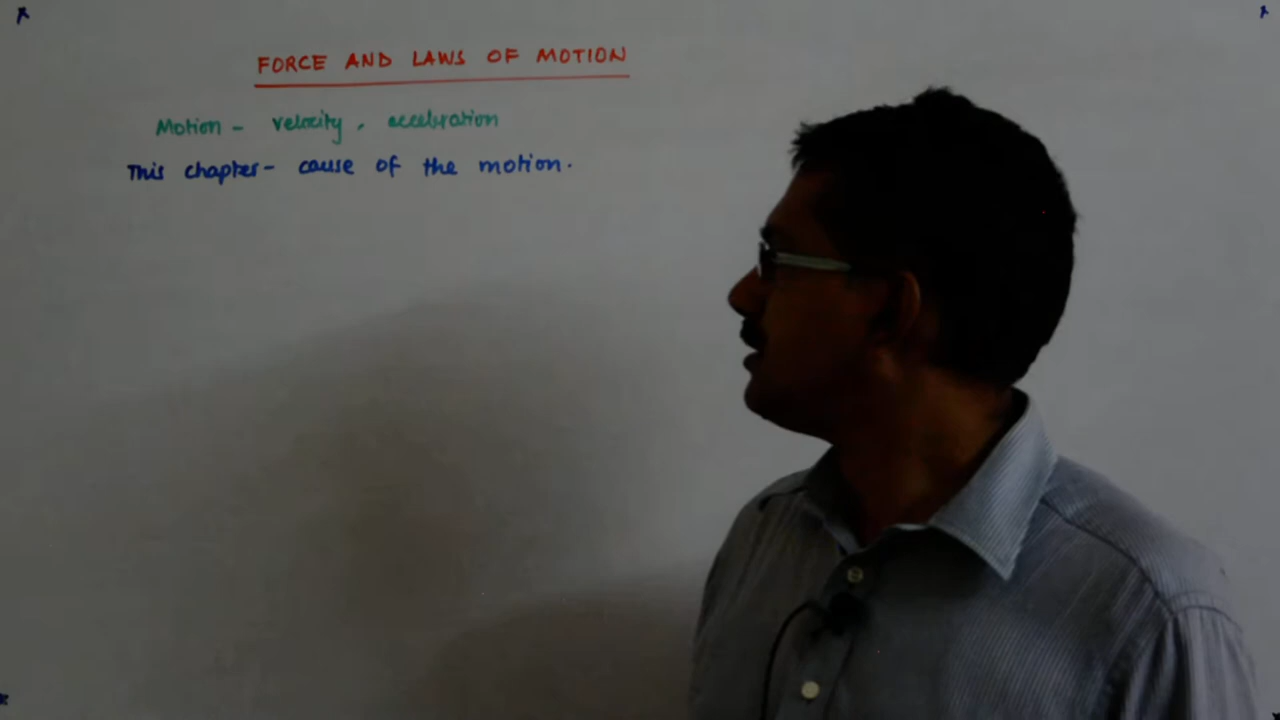 FORCE AND LAWS OF MOTION
Motion - velocity, acceleration
This chapter - cause of the motion.